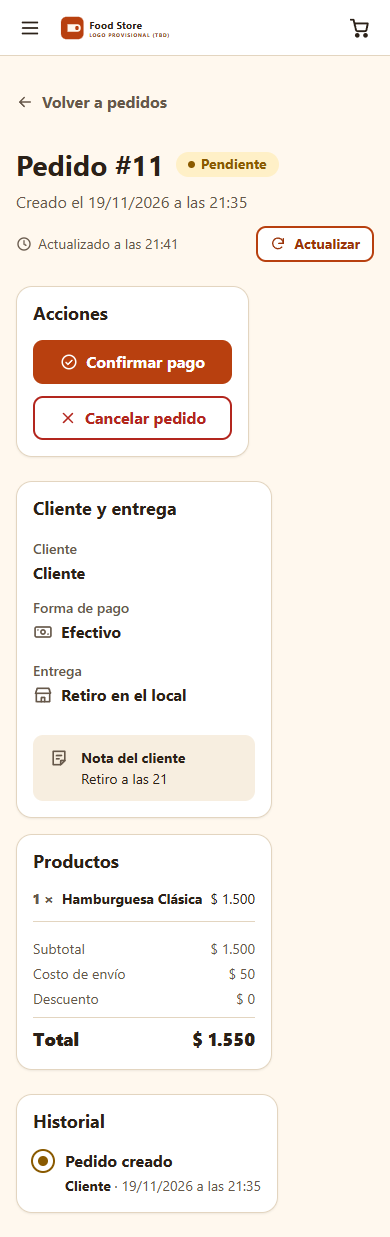 Food Store
LOGO PROVISIONAL (TBD)
Volver a pedidos
Pedido #11
Pendiente
Creado el 19/11/2026 a las 21:35
Actualizado a las 21:41
Actualizar
Acciones
Confirmar pago
Cancelar pedido
Cliente y entrega
Cliente
Cliente
Forma de pago
Efectivo
Entrega
Retiro en el local
Nota del cliente
Retiro a las 21
Productos
1 × Hamburguesa Clásica $ 1.500
Subtotal $ 1.500
Costo de envío $ 50
Descuento $ 0
Total $ 1.550
Historial
Pedido creado
Cliente · 19/11/2026 a las 21:35